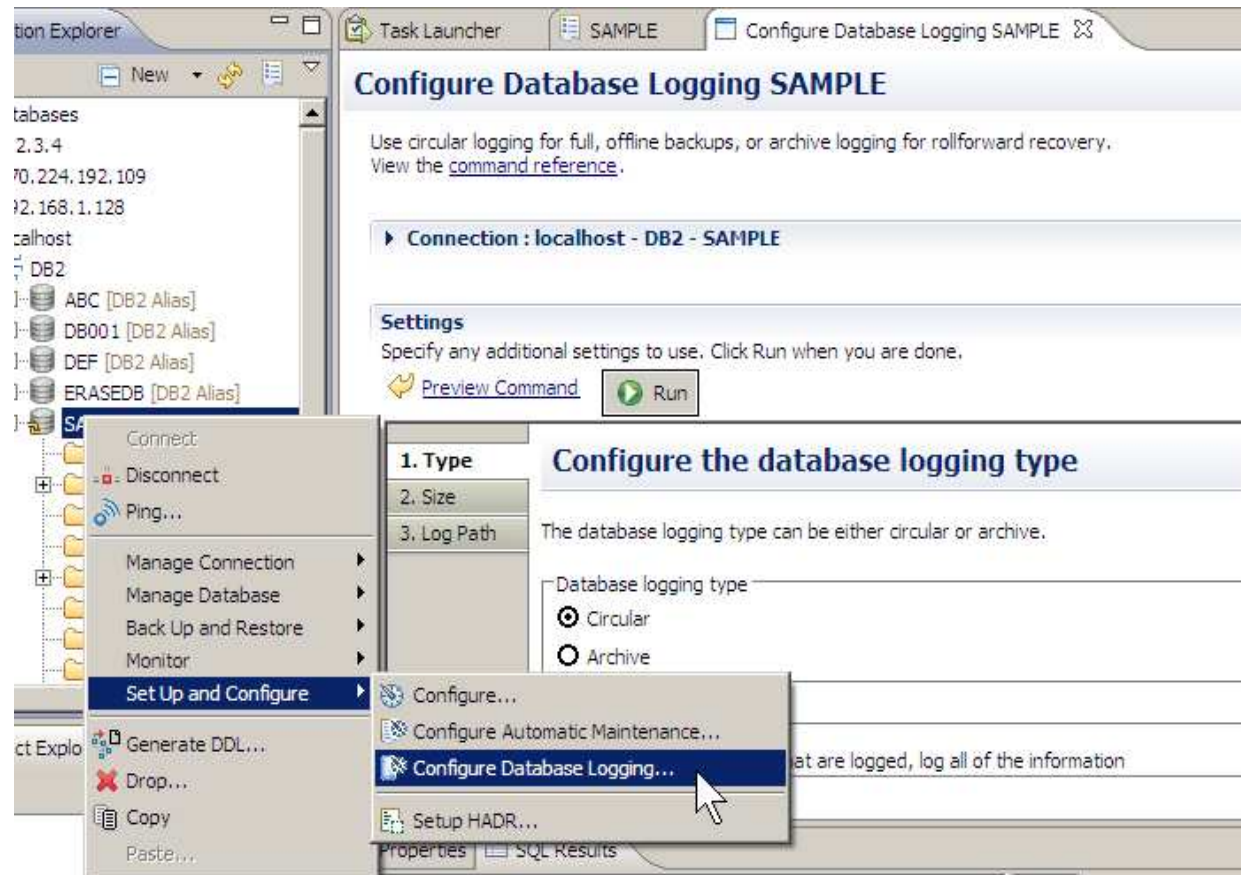 tion Explorer
New
tabases
2.3.4
70.224.192.109
92.168.1.128
calhost
DB2
ABC [DB2 Alias]
DB001 [DB2 Alias]
DEF [DB2 Alias]
ERASEDB [DB2 Alias]
SA
Connect
Disconnect
Ping...
Manage Connection
Manage Database
Back Up and Restore
Monitor
Set Up and Configure
Generate DDL...
Drop...
Copy
Paste...
ct Explo
Configure...
Configure Automatic Maintenance...
Configure Database Logging...
Setup HADR...
Task Launcher
SAMPLE
Configure Database Logging SAMPLE
Configure Database Logging SAMPLE
Use circular logging for full, offline backups, or archive logging for rollforward recovery.
View the command reference.
Connection : localhost - DB2 - SAMPLE
Settings
Specify any additional settings to use. Click Run when you are done.
Preview Command
Run
1. Type
2. Size
3. Log Path
Configure the database logging type
The database logging type can be either circular or archive.
Database logging type
Circular
Archive
at are logged, log all of the information
Properties
SQL Results